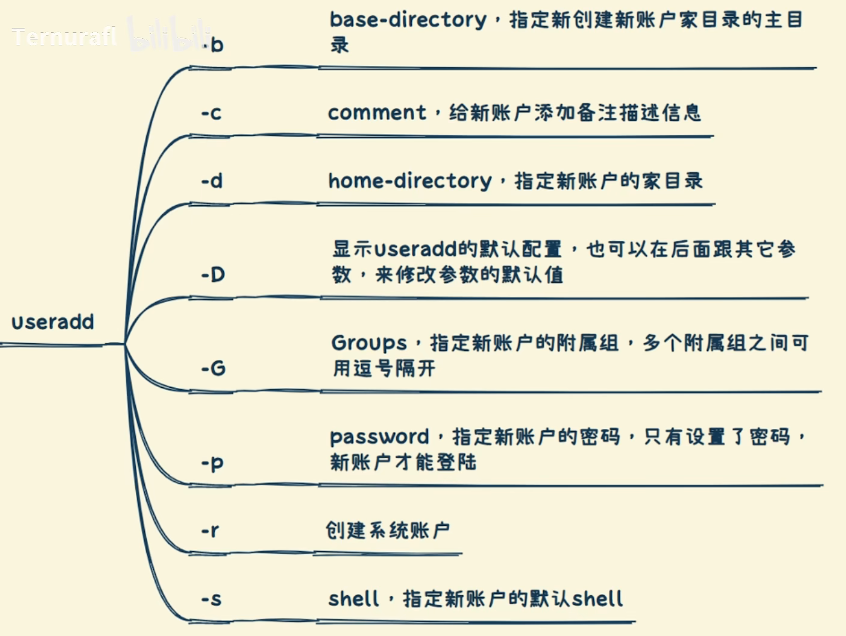 Ternura
bilibili
-b
base-directory，指定新创建新账户家目录的主目
录
-c
comment，给新账户添加备注描述信息
-d
home-directory，指定新账户的家目录
-D
显示useradd的默认配置，也可以在后面跟其它参
数，来修改参数的默认值
useradd
-G
Groups，指定新账户的附属组，多个附属组之间可
用逗号隔开
-p
password，指定新账户的密码，只有设置了密码，
新账户才能登陆
-r
创建系统账户
-s
shell，指定新账户的默认shell